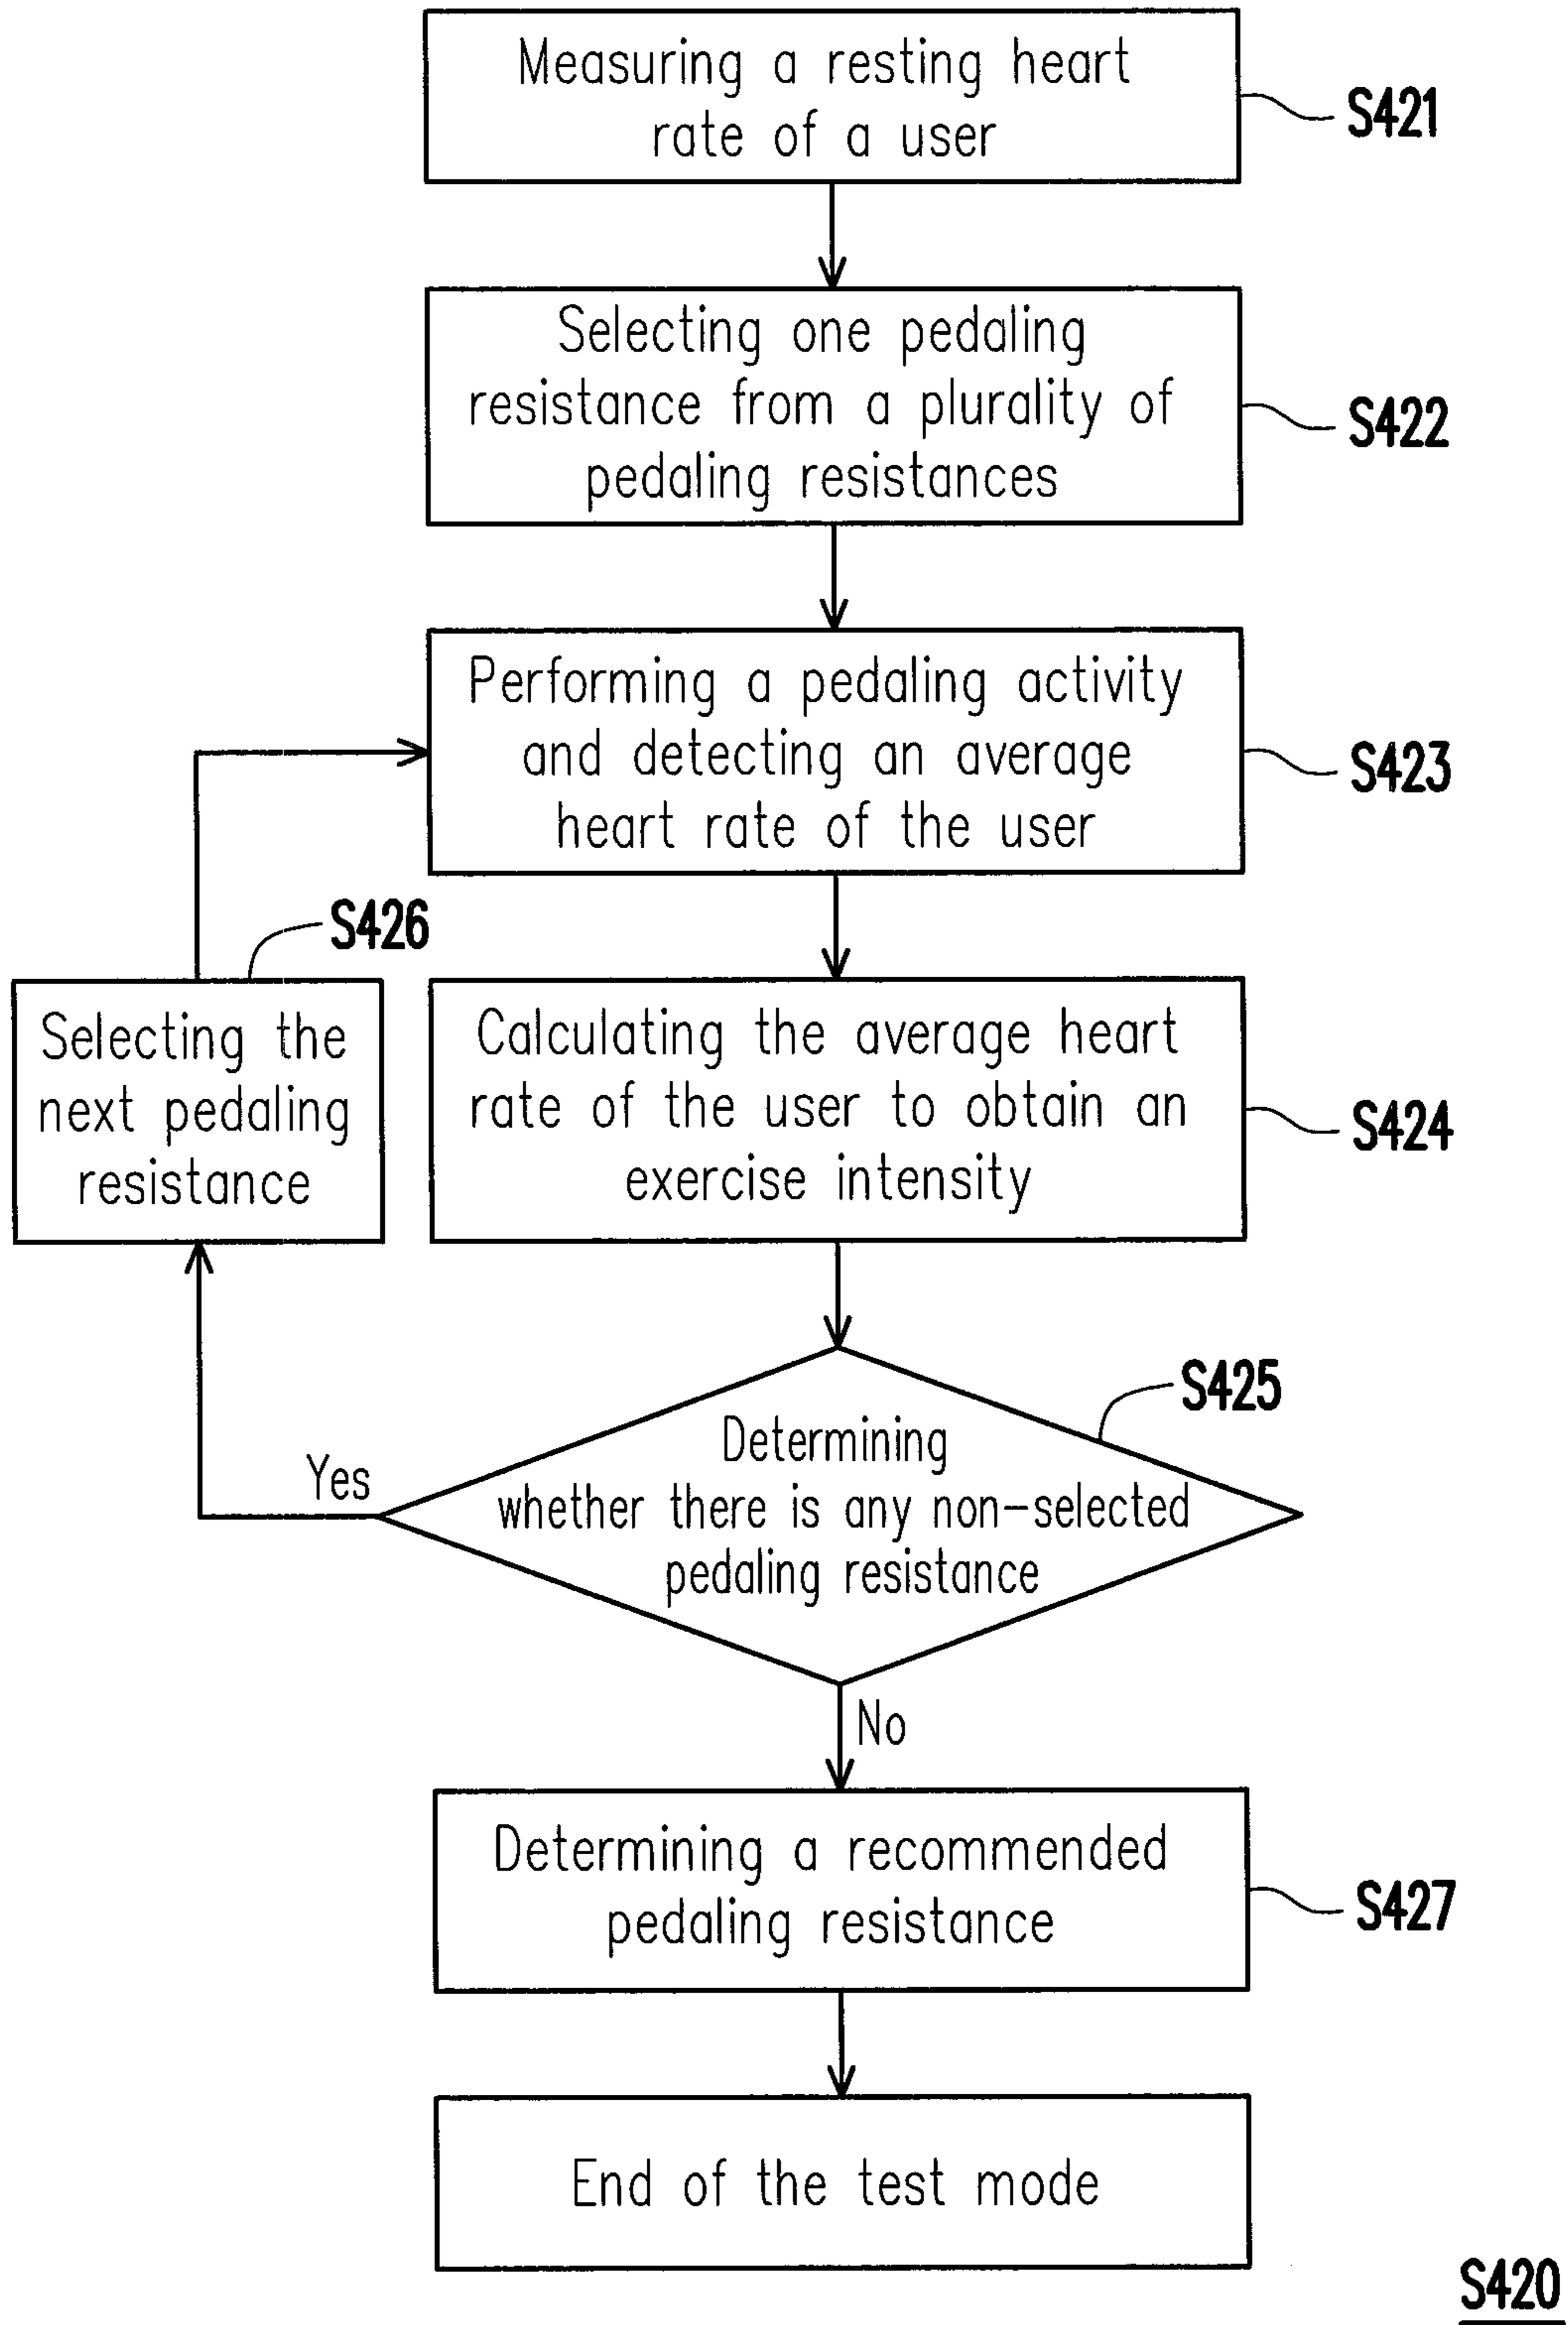 Measuring a resting heart
rate of a user
S421
Selecting one pedaling
resistance from a plurality of
pedaling resistances
S422
Performing a pedaling activity
and detecting an average
heart rate of the user
S423
S426
Selecting the
next pedaling
resistance
Calculating the average heart
rate of the user to obtain an
exercise intensity
S424
S425
Determining
whether there is any non-selected
pedaling resistance
Yes
No
Determining a recommended
pedaling resistance
S427
End of the test mode
S420